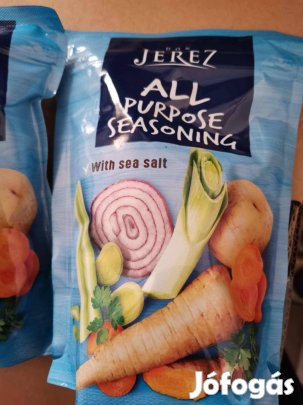 DON
JEREZ
ALL
PURPOSE
SEASONING
With sea salt
Jófogás